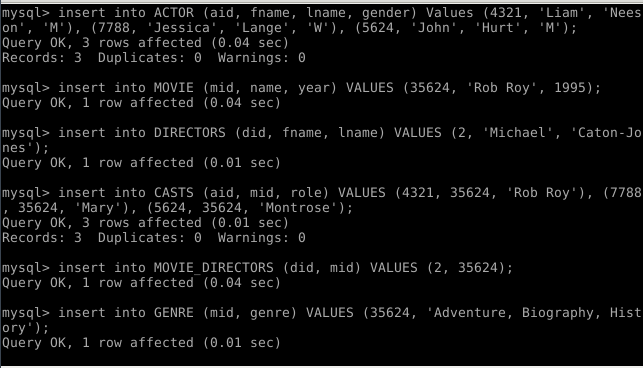 mysql> insert into ACTOR (aid, fname, lname, gender) Values (4321, 'Liam', 'Nees
on', 'M'), (7788, 'Jessica', 'Lange', 'W'), (5624, 'John', 'Hurt', 'M');
Query OK, 3 rows affected (0.04 sec)
Records: 3  Duplicates: 0  Warnings: 0
mysql> insert into MOVIE (mid, name, year) VALUES (35624, 'Rob Roy', 1995);
Query OK, 1 row affected (0.04 sec)
mysql> insert into DIRECTORS (did, fname, lname) VALUES (2, 'Michael', 'Caton-Jo
nes');
Query OK, 1 row affected (0.01 sec)
mysql> insert into CASTS (aid, mid, role) VALUES (4321, 35624, 'Rob Roy'), (7788
, 35624, 'Mary'), (5624, 35624, 'Montrose');
Query OK, 3 rows affected (0.01 sec)
Records: 3  Duplicates: 0  Warnings: 0
mysql> insert into MOVIE_DIRECTORS (did, mid) VALUES (2, 35624);
Query OK, 1 row affected (0.04 sec)
mysql> insert into GENRE (mid, genre) VALUES (35624, 'Adventure, Biography, Hist
ory');
Query OK, 1 row affected (0.01 sec)